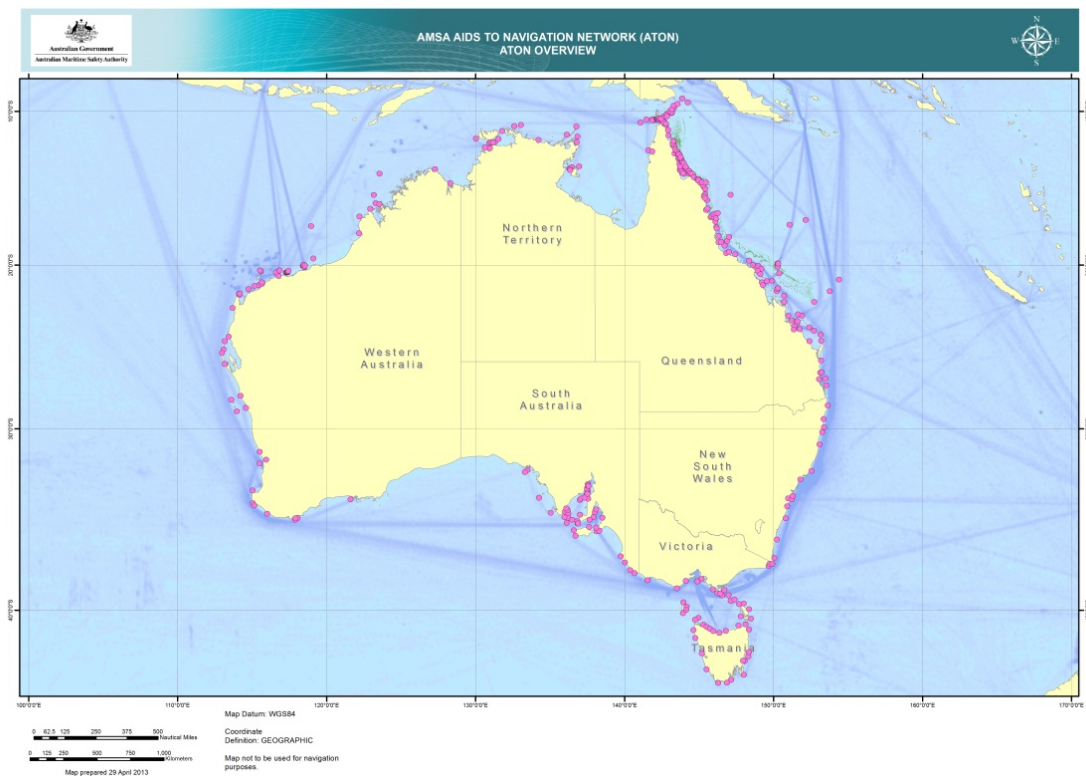 Australian Government
Australian Maritime Safety Authority
AMSA AIDS TO NAVIGATION NETWORK (ATON)
ATON OVERVIEW
N
W E
S
10°0'0"S
20°0'0"S
30°0'0"S
40°0'0"S
Northern
Territory
Western
Australia
Queensland
South
Australia
New
South
Wales
Victoria
Tasmania
100°0'0"E 110°0'0"E 120°0'0"E 130°0'0"E 140°0'0"E 150°0'0"E 160°0'0"E 170°0'0"E
Map Datum: WGS84
Coordinate
Definition: GEOGRAPHIC
Map not to be used for navigation
purposes.
0 62.5 125 250 375 500
Nautical Miles
0 125 250 500 750 1,000
Kilometers
Map prepared 29 April 2013